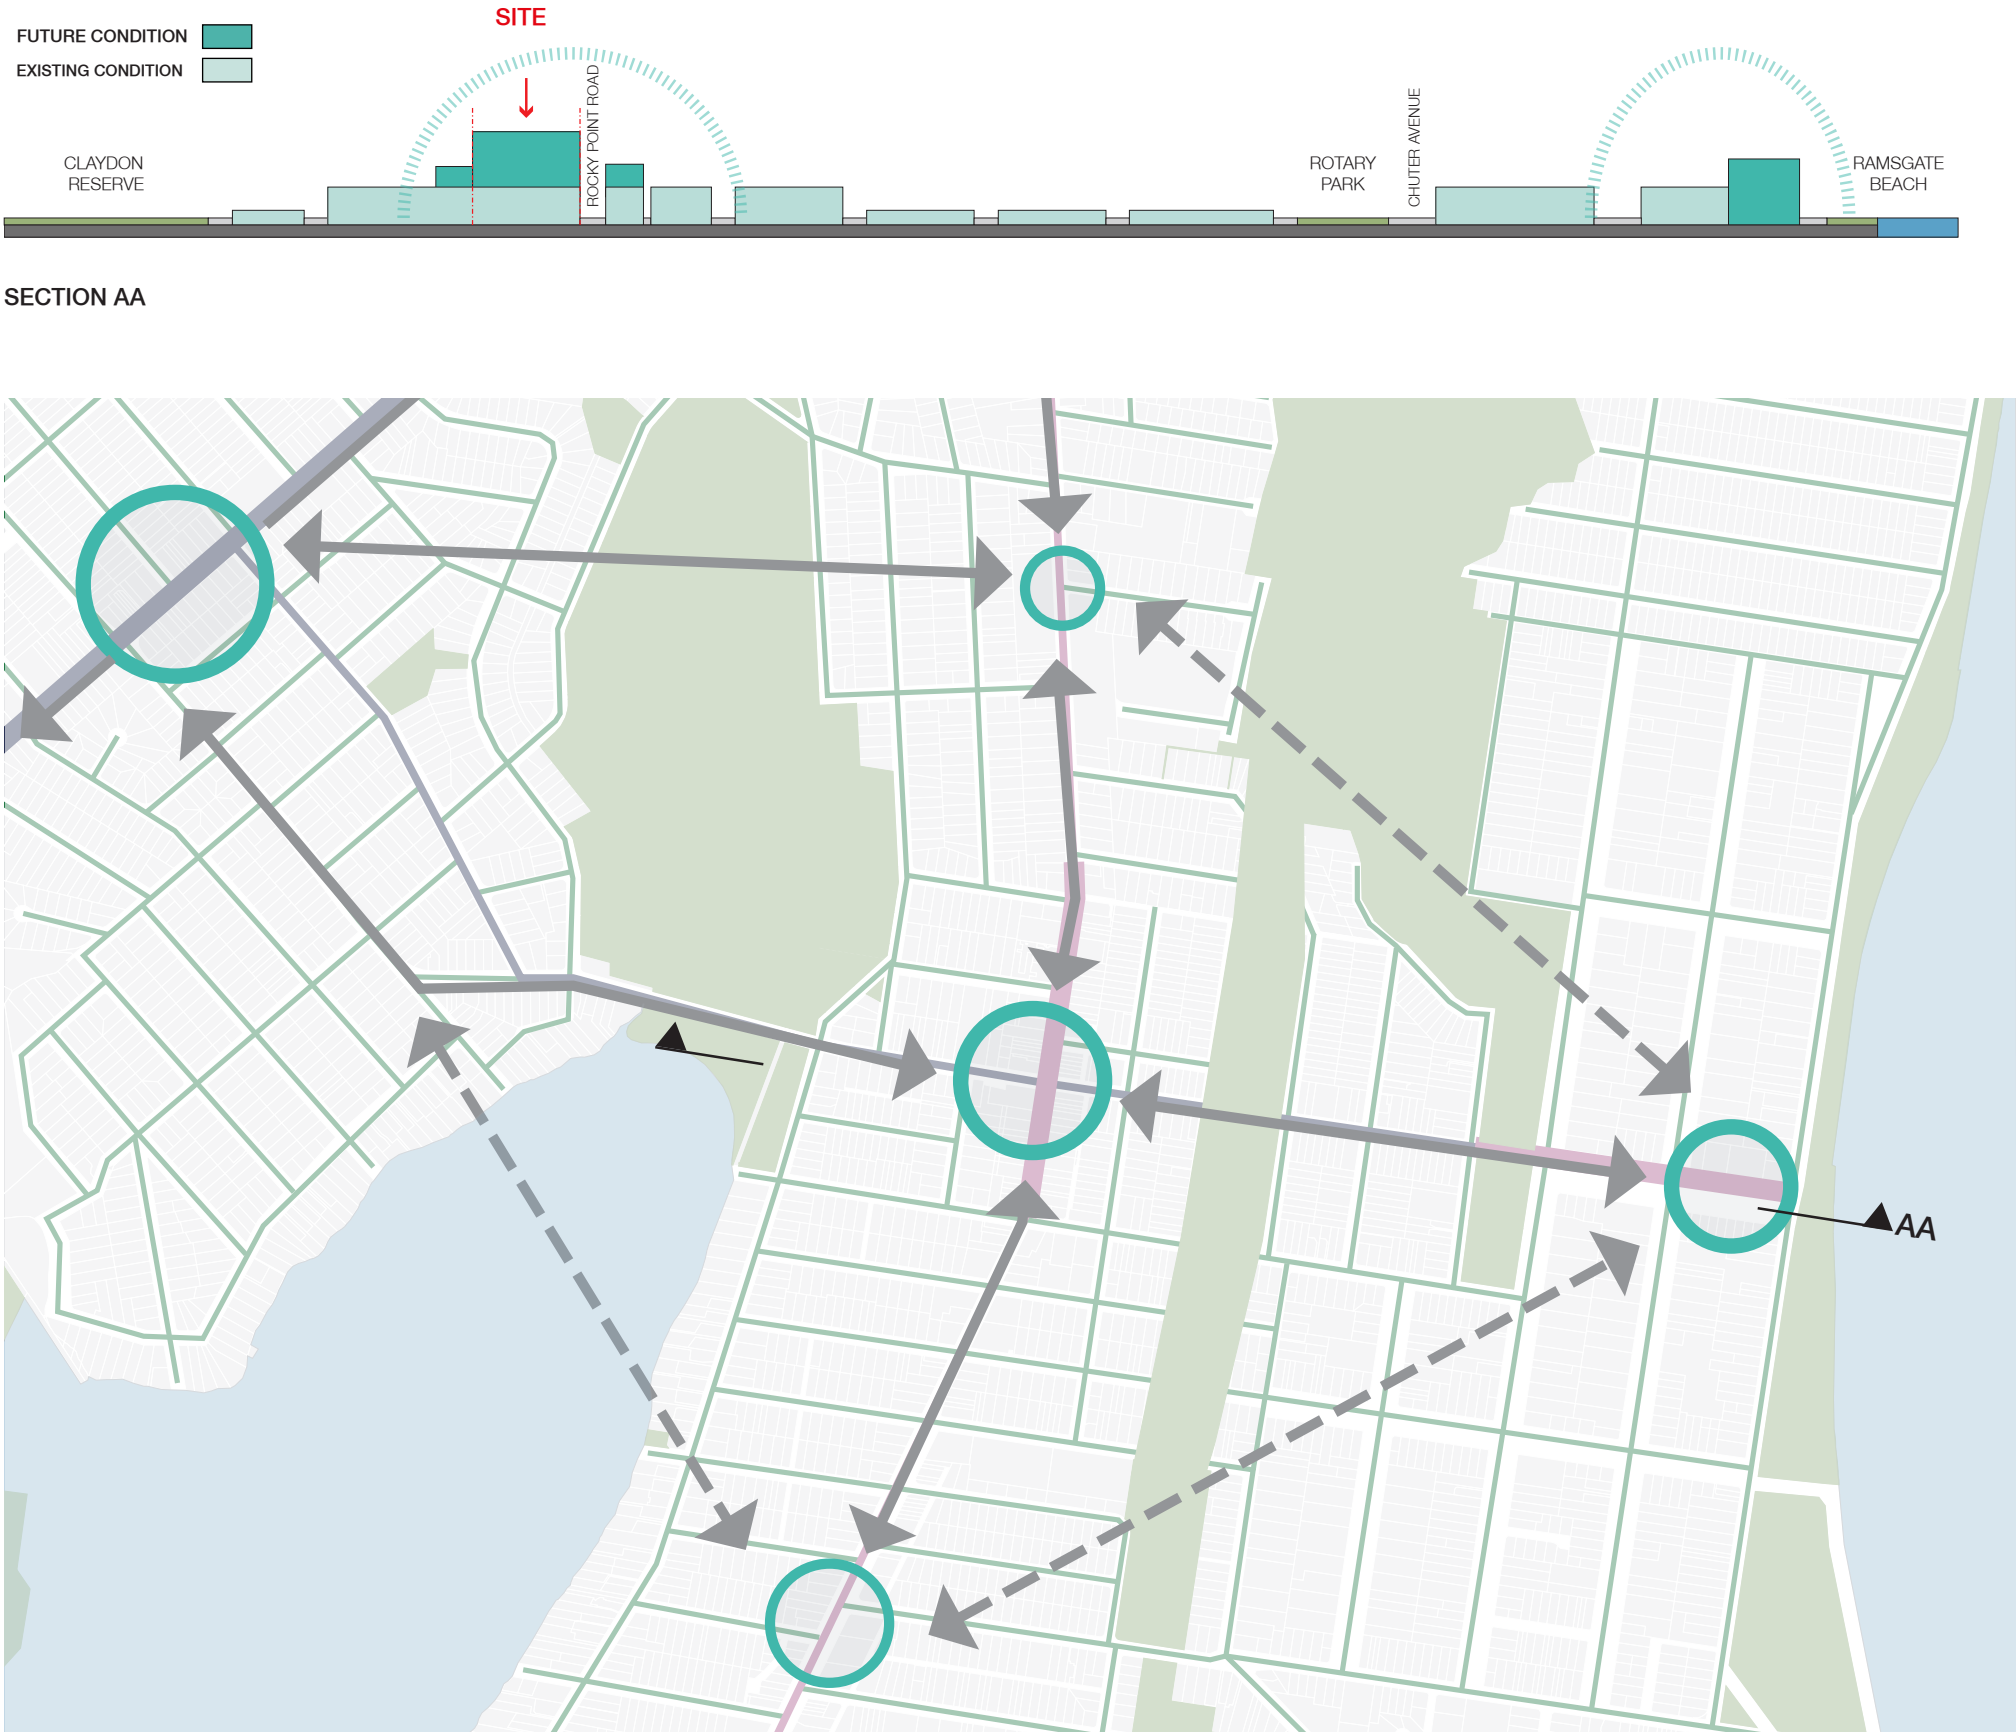 SITE
FUTURE CONDITION
EXISTING CONDITION
ROCKY POINT ROAD
CHUTER AVENUE
CLAYDON
RESERVE
ROTARY
PARK
RAMSGATE
BEACH
SECTION AA
AA